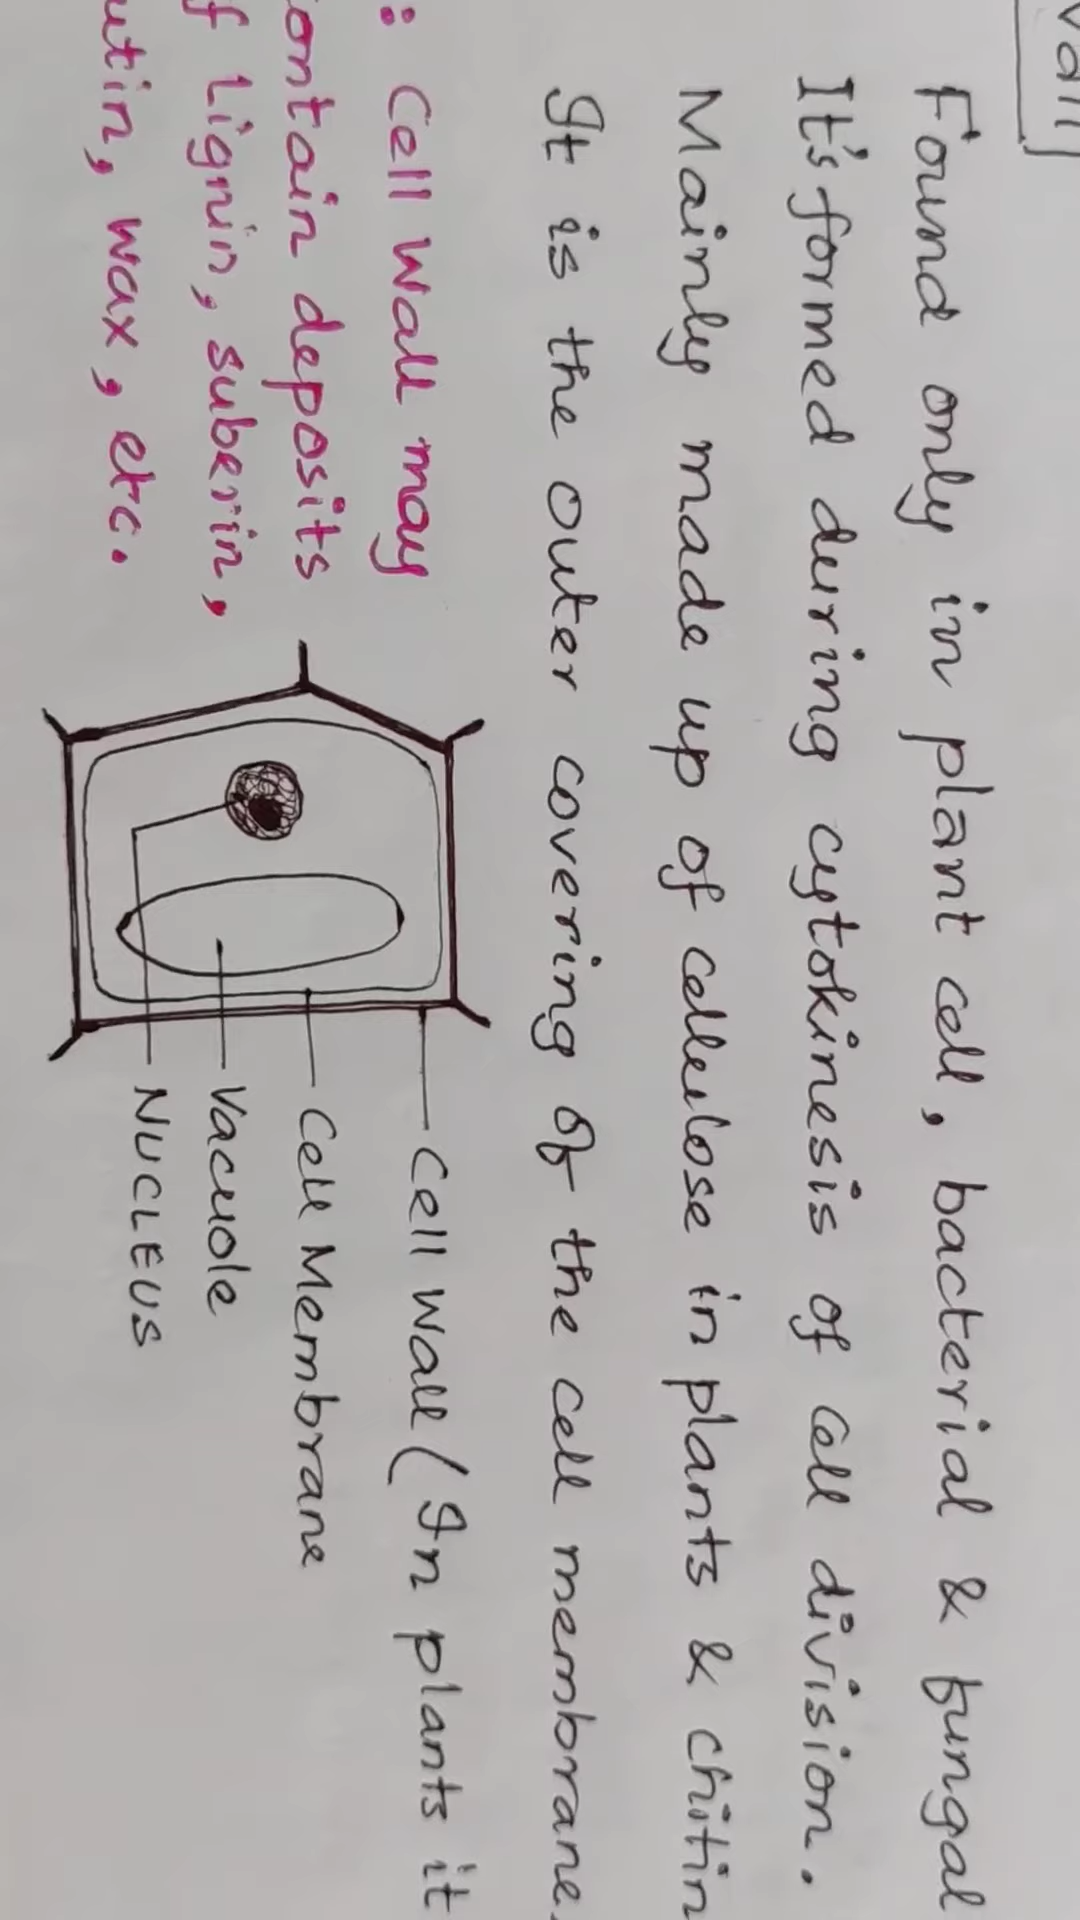 Found only in plant cell, bacterial & fungal
It's formed during cytokinesis of cell division.
Mainly made up of cellulose in plants & chitin
It is the outer covering of the cell membrane.
: Cell wall may
ontain deposits
f Lignin, suberin,
utin, wax, etc.
Cell wall (In plants it
Cell Membrane
Vacuole
NUCLEUS